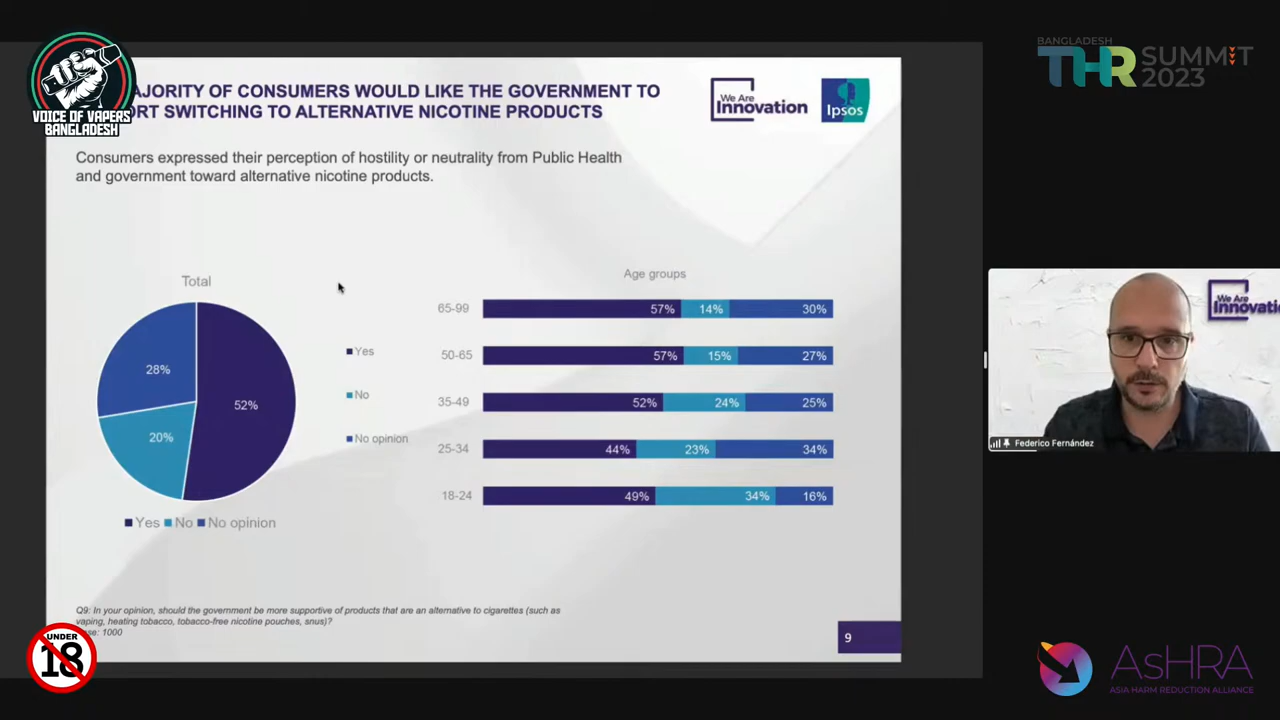 VOICE OF VAPERS
BANGLADESH
BANGLADESH
THR SUMMIT
2023
AJORITY OF CONSUMERS WOULD LIKE THE GOVERNMENT TO
ORT SWITCHING TO ALTERNATIVE NICOTINE PRODUCTS
We Are
Innovation
Ipsos
Consumers expressed their perception of hostility or neutrality from Public Health
and government toward alternative nicotine products.
Total
28%
52%
20%
Yes No No opinion
Yes
No
No opinion
Age groups
65-99 57% 14% 30%
50-65 57% 15% 27%
35-49 52% 24% 25%
25-34 44% 23% 34%
18-24 49% 34% 16%
Q9: In your opinion, should the government be more supportive of products that are an alternative to cigarettes (such as
vaping, heating tobacco, tobacco-free nicotine pouches, snus)?
1000
9
UNDER
18
We Are
Federico Fernández
AsHRA
ASIA HARM REDUCTION ALLIANCE